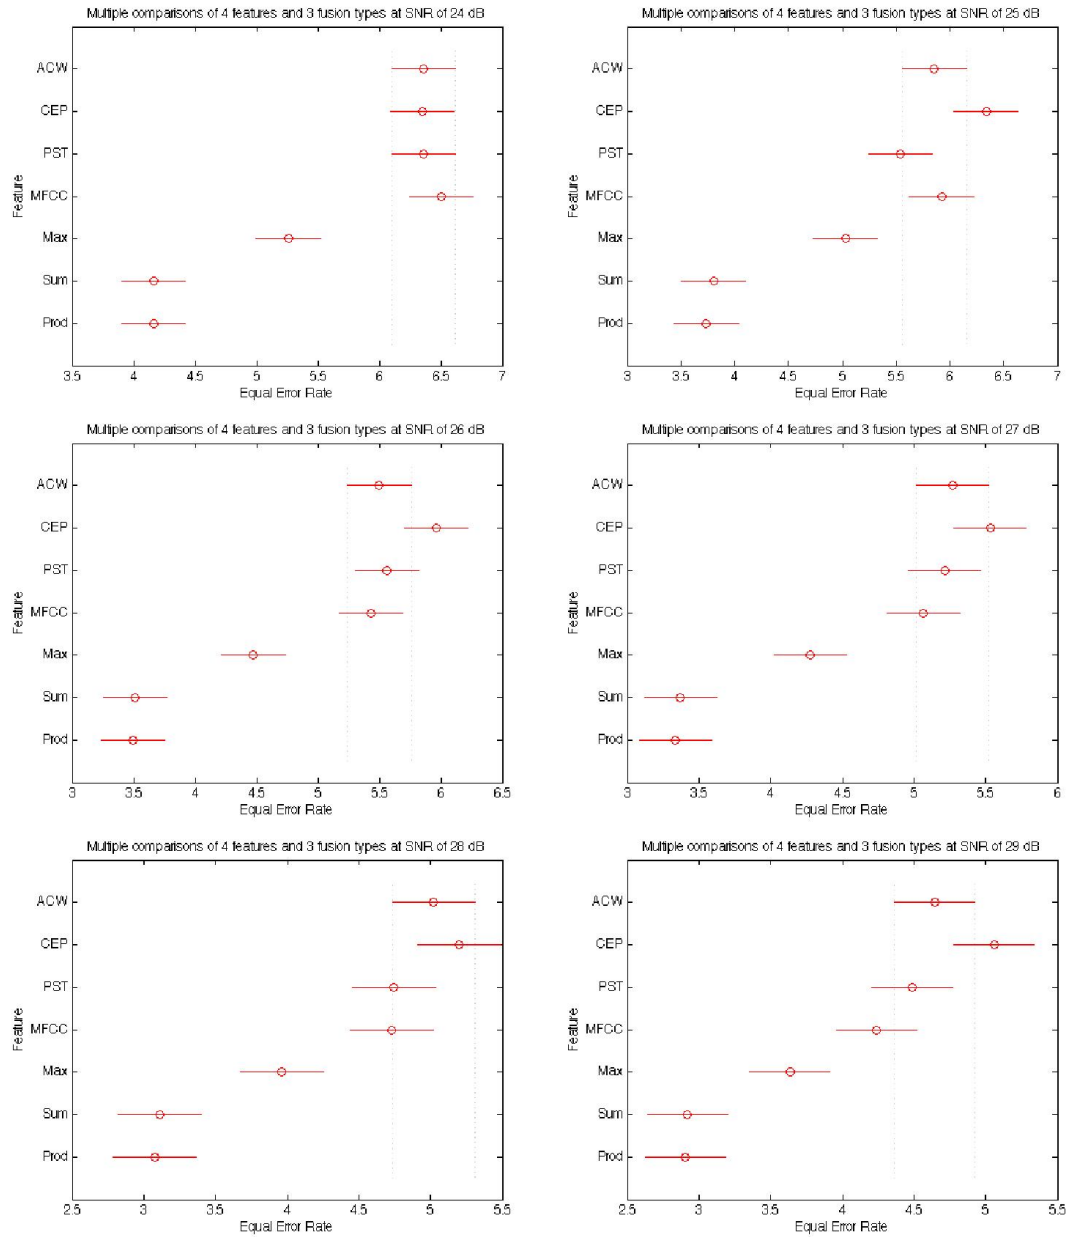 Multiple comparisons of 4 features and 3 fusion types at SNR of 24 dB
ACW
CEP
PST
MFCC
Max
Sum
Prod
Feature
3.5 4 4.5 5 5.5 6 6.5 7
Equal Error Rate
Multiple comparisons of 4 features and 3 fusion types at SNR of 25 dB
ACW
CEP
PST
MFCC
Max
Sum
Prod
Feature
3 3.5 4 4.5 5 5.5 6 6.5 7
Equal Error Rate
Multiple comparisons of 4 features and 3 fusion types at SNR of 26 dB
ACW
CEP
PST
MFCC
Max
Sum
Prod
Feature
3 3.5 4 4.5 5 5.5 6 6.5
Equal Error Rate
Multiple comparisons of 4 features and 3 fusion types at SNR of 27 dB
ACW
CEP
PST
MFCC
Max
Sum
Prod
Feature
3 3.5 4 4.5 5 5.5 6
Equal Error Rate
Multiple comparisons of 4 features and 3 fusion types at SNR of 28 dB
ACW
CEP
PST
MFCC
Max
Sum
Prod
Feature
2.5 3 3.5 4 4.5 5 5.5
Equal Error Rate
Multiple comparisons of 4 features and 3 fusion types at SNR of 29 dB
ACW
CEP
PST
MFCC
Max
Sum
Prod
Feature
2.5 3 3.5 4 4.5 5 5.5
Equal Error Rate